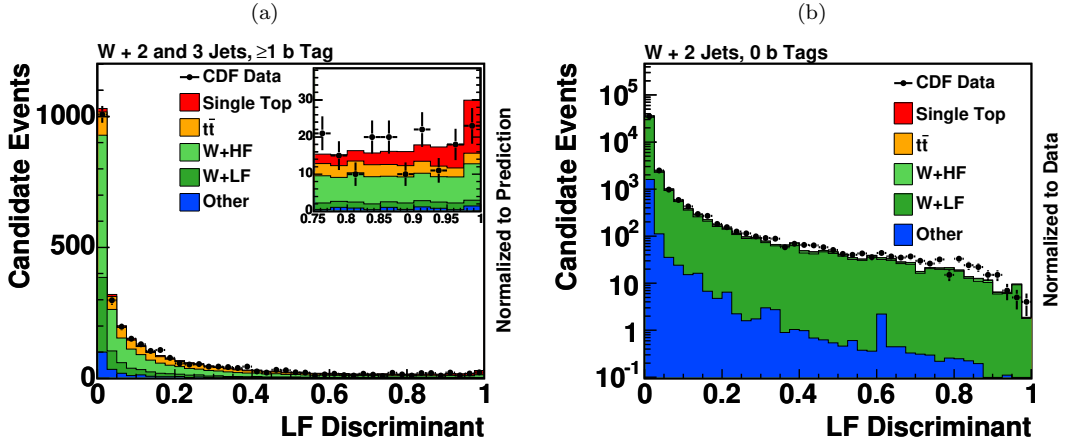 (a)
W + 2 and 3 Jets, ≥1 b Tag
Candidate Events
1000
500
0
CDF Data
Single Top
tt̄
W+HF
W+LF
Other
30
20
10
0
0.75 0.8 0.85 0.9 0.95 1
0 0.2 0.4 0.6 0.8 1
LF Discriminant
Normalized to Prediction
(b)
W + 2 Jets, 0 b Tags
Candidate Events
10⁵
10⁴
10³
10²
10
1
10⁻¹
CDF Data
Single Top
tt̄
W+HF
W+LF
Other
0 0.2 0.4 0.6 0.8 1
LF Discriminant
Normalized to Data